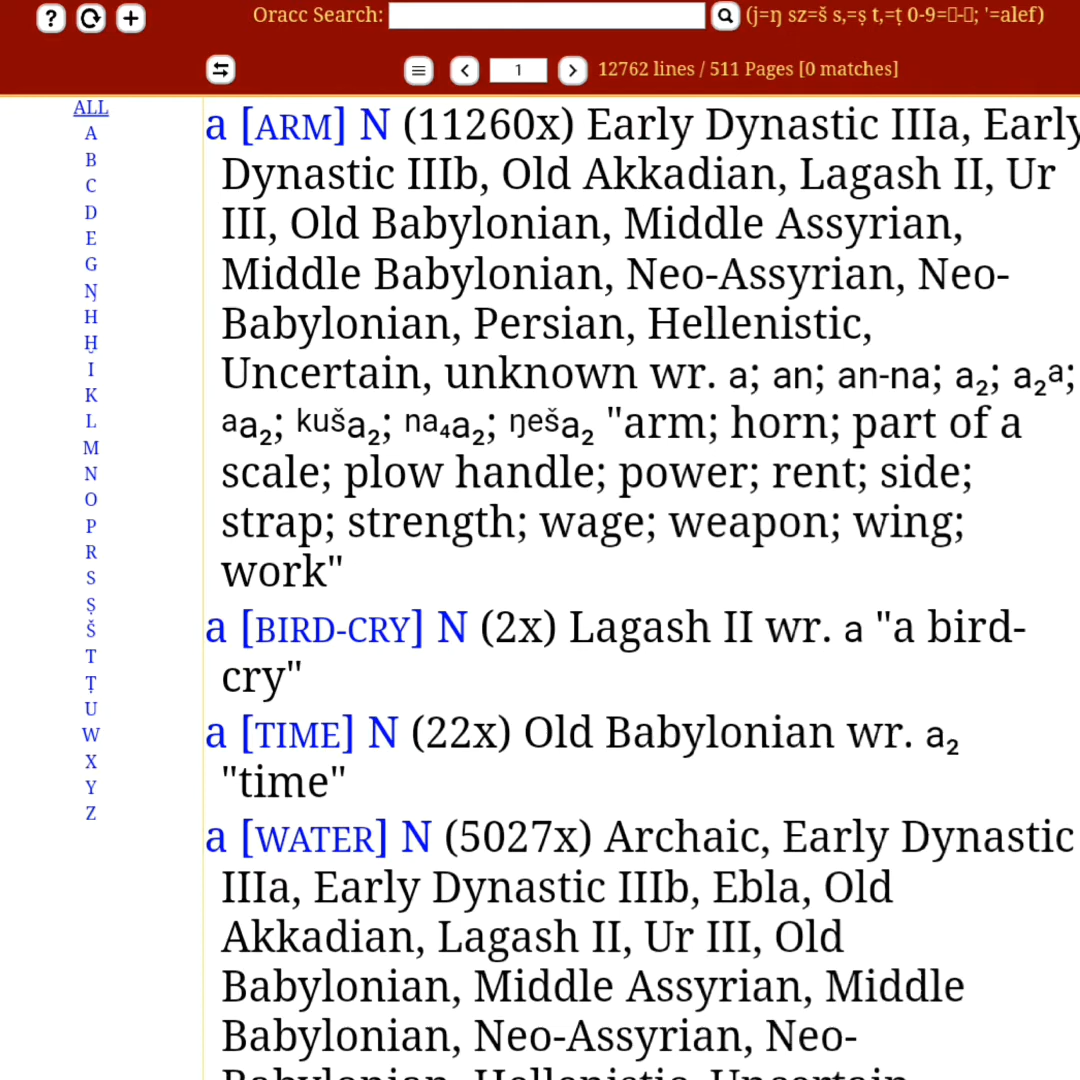 ?
+
Oracc Search:
(j=ŋ sz=š s,=ṣ t,=ṭ 0-9=-; '=alef)
1
12762 lines / 511 Pages [0 matches]
ALL
A
B
C
D
E
G
Ŋ
H
Ḫ
I
K
L
M
N
O
P
R
S
Ṣ
Š
T
Ṭ
U
W
X
Y
Z
a [ARM] N (11260x) Early Dynastic IIIa, Early
Dynastic IIIb, Old Akkadian, Lagash II, Ur
III, Old Babylonian, Middle Assyrian,
Middle Babylonian, Neo-Assyrian, Neo-
Babylonian, Persian, Hellenistic,
Uncertain, unknown wr. a; an; an-na; a₂; a₂ᵃ;
ᵃa₂; ᵏᵘša₂; ⁿᵃ⁴a₂; ᵑᵉša₂ "arm; horn; part of a
scale; plow handle; power; rent; side;
strap; strength; wage; weapon; wing;
work"
a [BIRD-CRY] N (2x) Lagash II wr. a "a bird-
cry"
a [TIME] N (22x) Old Babylonian wr. a₂
"time"
a [WATER] N (5027x) Archaic, Early Dynastic
IIIa, Early Dynastic IIIb, Ebla, Old
Akkadian, Lagash II, Ur III, Old
Babylonian, Middle Assyrian, Middle
Babylonian, Neo-Assyrian, Neo-
Babylonian, Hellenistic, Uncertain